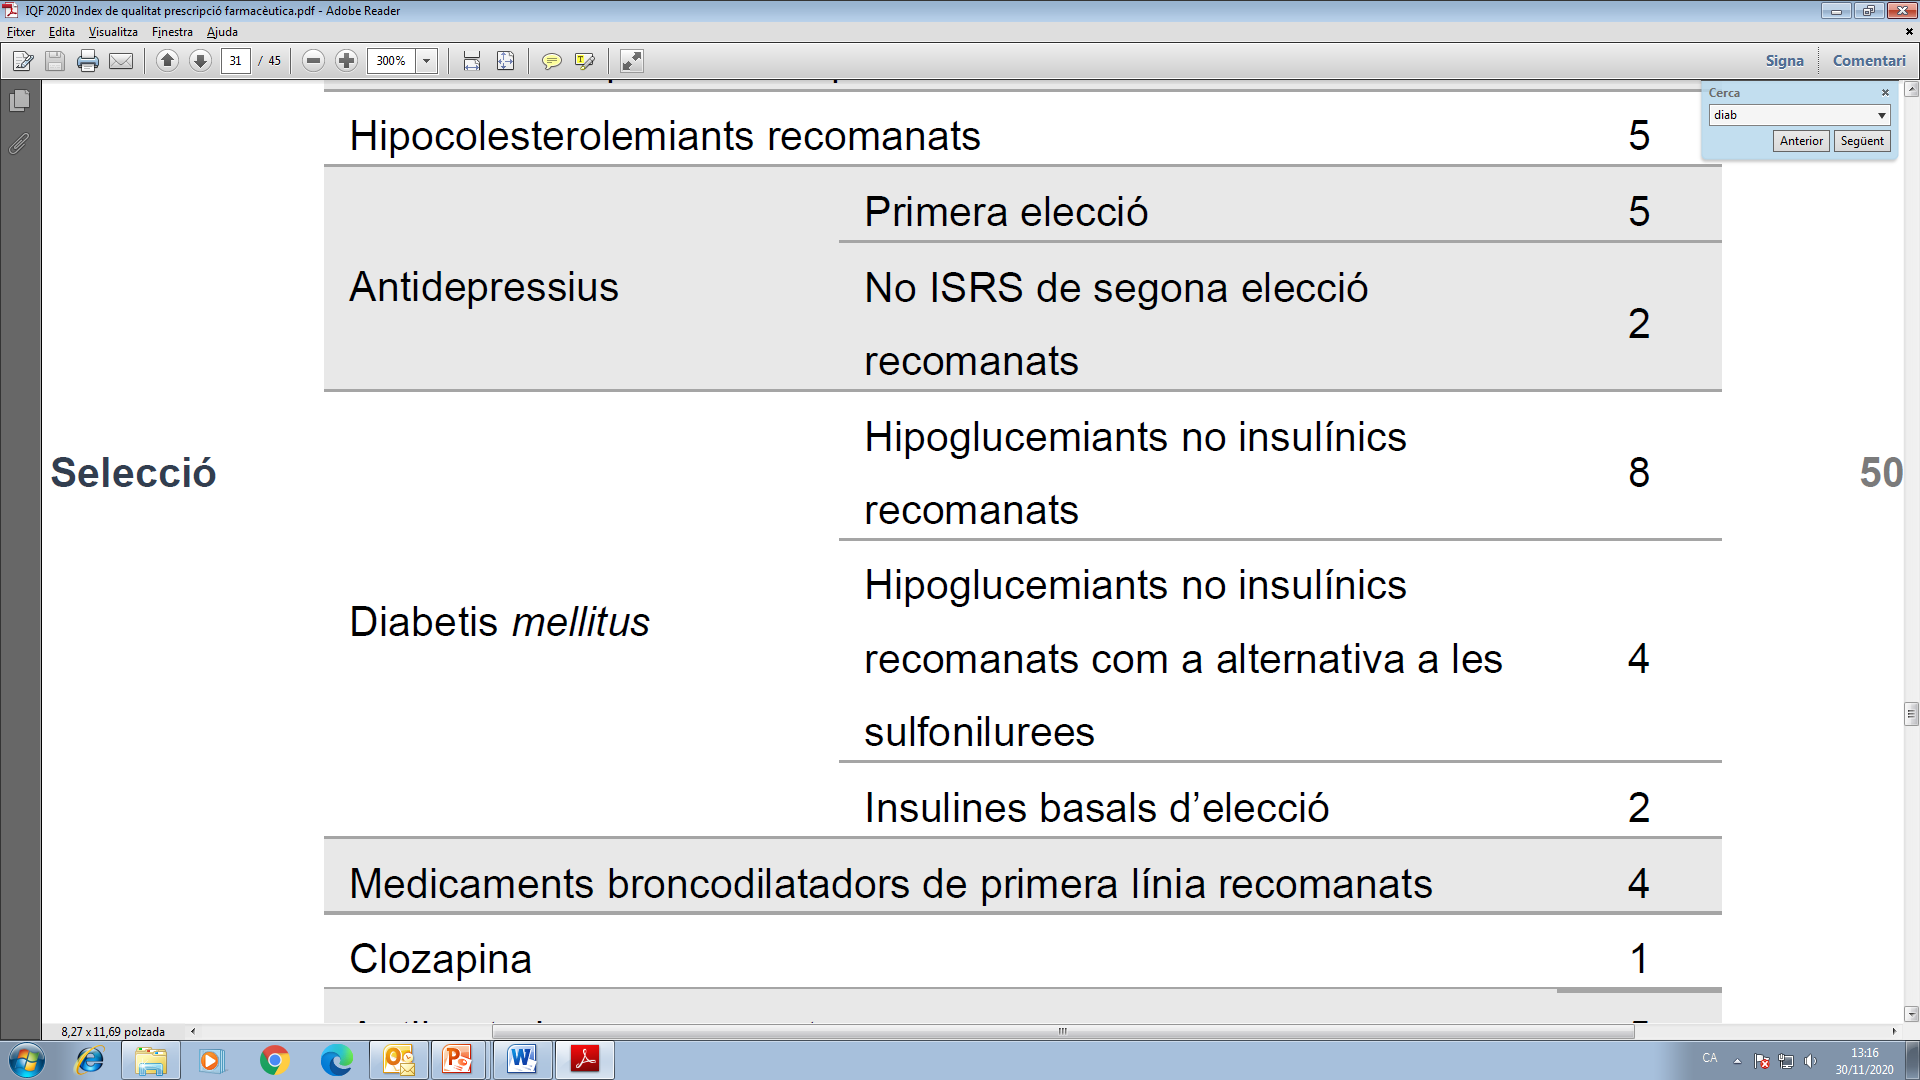 IQF 2020 Index de qualitat prescripció farmacèutica.pdf - Adobe Reader
Fitxer Edita Visualitza Finestra Ajuda
31 / 45 300% Signa Comentari
Cerca
diab
Anterior Següent
Hipocolesterolemiants recomanats 5
Primera elecció 5
Antidepressius
No ISRS de segona elecció
recomanats
2
Hipoglucemiants no insulínics
recomanats
8
Selecció 50
Diabetis mellitus
Hipoglucemiants no insulínics
recomanats com a alternativa a les
sulfonilurees
4
Insulines basals d’elecció 2
Medicaments broncodilatadors de primera línia recomanats 4
Clozapina 1
8,27 x 11,69 polzada
CA
13:16
30/11/2020